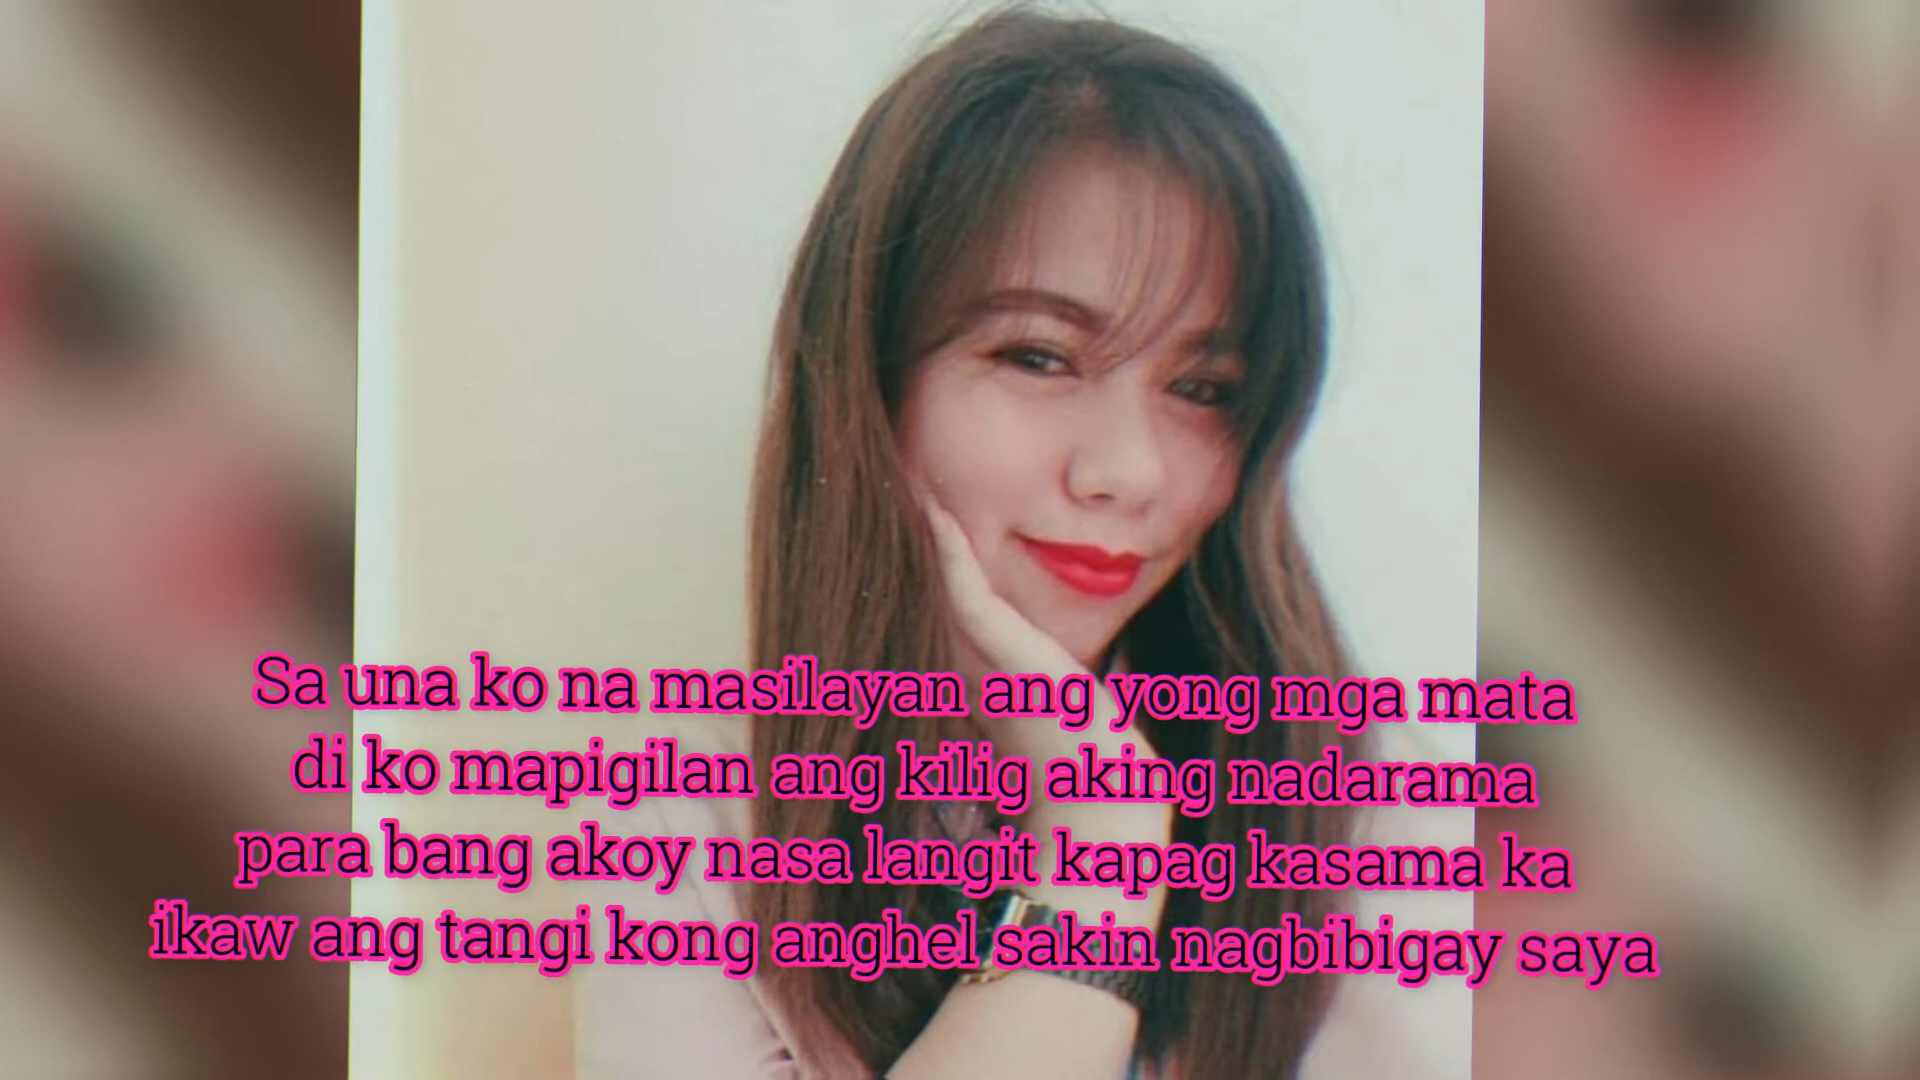 Sa una ko na masilayan ang yong mga mata
di ko mapigilan ang kilig aking nadarama
para bang akoy nasa langit kapag kasama ka
ikaw ang tangi kong anghel sakin nagbibigay saya